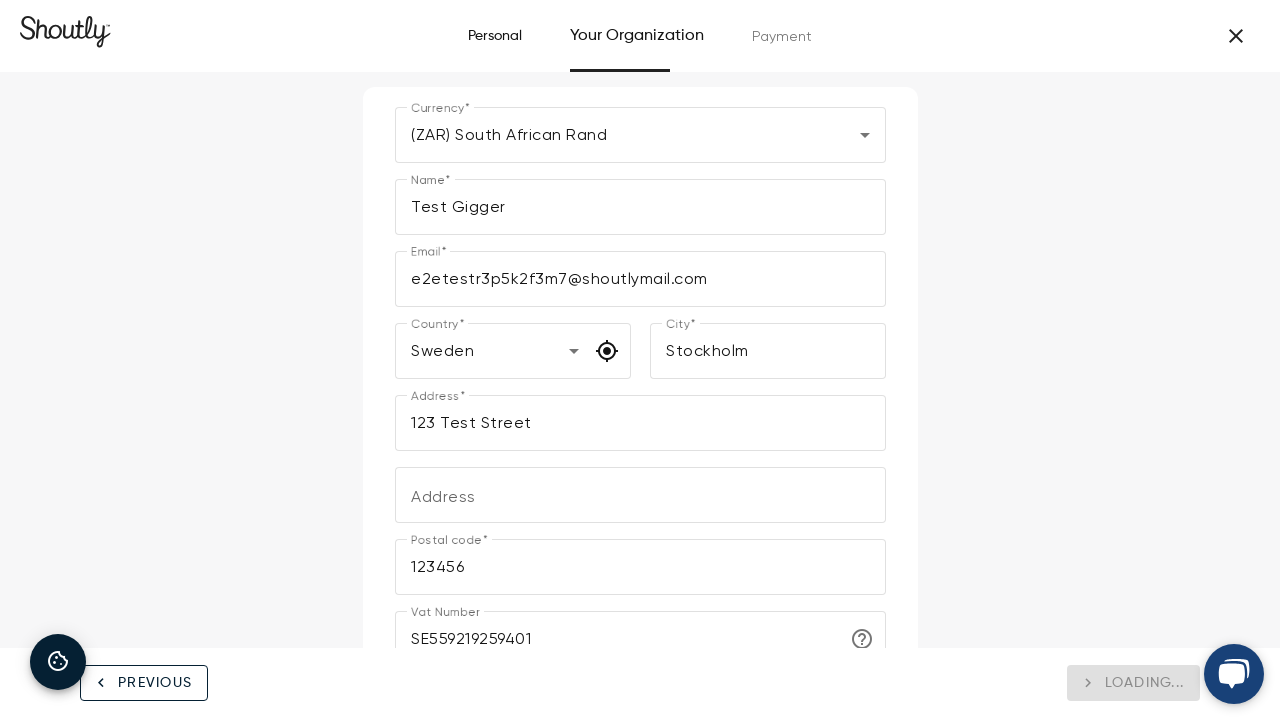 Shoutly™
Personal
Your Organization
Payment
Currency*
(ZAR) South African Rand
Name*
Test Gigger
Email*
e2etestr3p5k2f3m7@shoutlymail.com
Country*
Sweden
City*
Stockholm
Address*
123 Test Street
Address
Postal code*
123456
Vat Number
SE559219259401
PREVIOUS
LOADING...